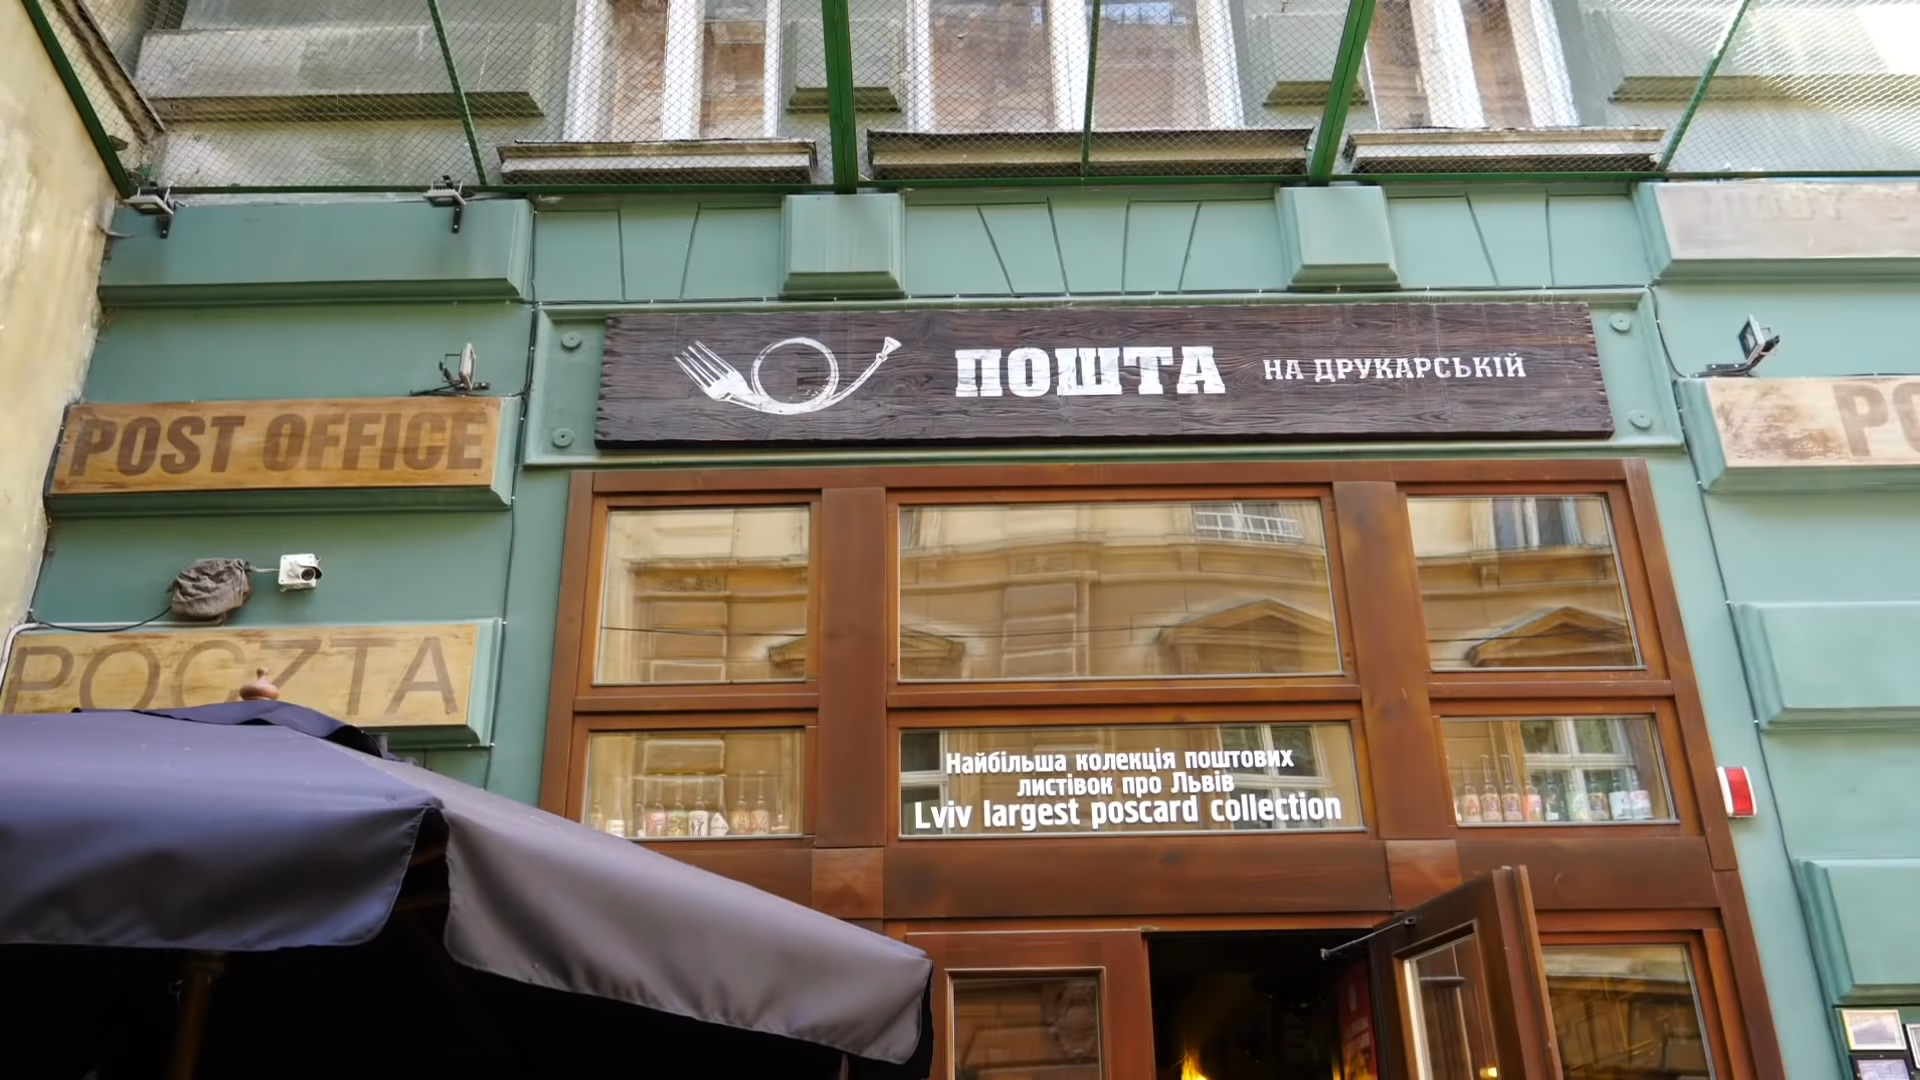 ПОШТА НА ДРУКАРСЬКІЙ
POST OFFICE
POCZTA
Найбільша колекція поштових
листівок про Львів
Lviv largest poscard collection